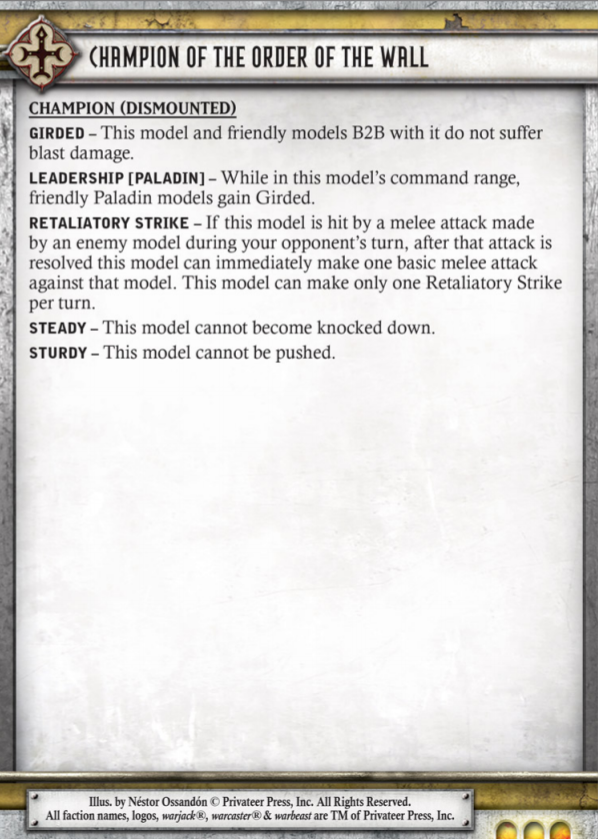 CHAMPION OF THE ORDER OF THE WALL
CHAMPION (DISMOUNTED)
GIRDED – This model and friendly models B2B with it do not suffer
blast damage.
LEADERSHIP [PALADIN] – While in this model's command range,
friendly Paladin models gain Girded.
RETALIATORY STRIKE – If this model is hit by a melee attack made
by an enemy model during your opponent's turn, after that attack is
resolved this model can immediately make one basic melee attack
against that model. This model can make only one Retaliatory Strike
per turn.
STEADY – This model cannot become knocked down.
STURDY – This model cannot be pushed.
Illus. by Néstor Ossandón © Privateer Press, Inc. All Rights Reserved.
All faction names, logos, warjack®, warcaster® & warbeast are TM of Privateer Press, Inc.